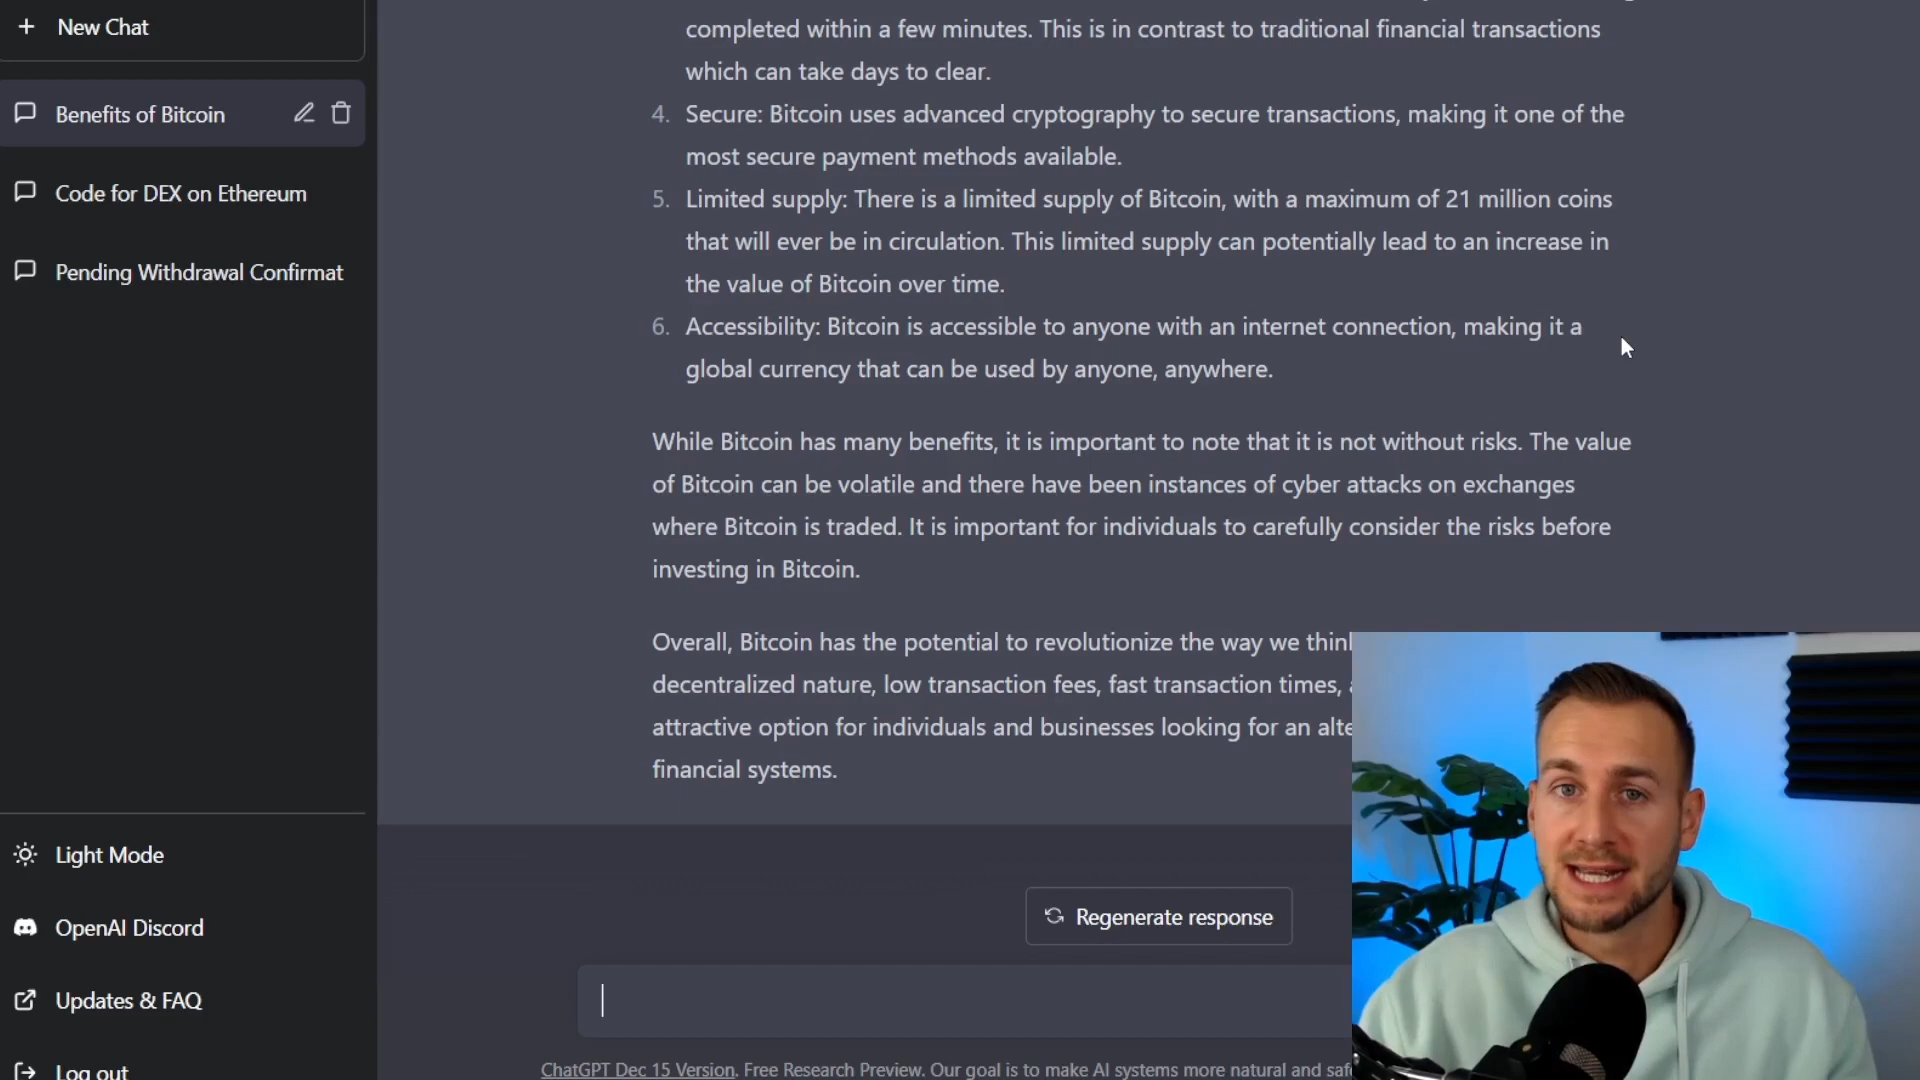 New Chat
Benefits of Bitcoin
Code for DEX on Ethereum
Pending Withdrawal Confirmat
Light Mode
OpenAI Discord
Updates & FAQ
Log out
completed within a few minutes. This is in contrast to traditional financial transactions
which can take days to clear.
4. Secure: Bitcoin uses advanced cryptography to secure transactions, making it one of the
most secure payment methods available.
5. Limited supply: There is a limited supply of Bitcoin, with a maximum of 21 million coins
that will ever be in circulation. This limited supply can potentially lead to an increase in
the value of Bitcoin over time.
6. Accessibility: Bitcoin is accessible to anyone with an internet connection, making it a
global currency that can be used by anyone, anywhere.
While Bitcoin has many benefits, it is important to note that it is not without risks. The value
of Bitcoin can be volatile and there have been instances of cyber attacks on exchanges
where Bitcoin is traded. It is important for individuals to carefully consider the risks before
investing in Bitcoin.
Overall, Bitcoin has the potential to revolutionize the way we thin
decentralized nature, low transaction fees, fast transaction times,
attractive option for individuals and businesses looking for an alte
financial systems.
Regenerate response
ChatGPT Dec 15 Version. Free Research Preview. Our goal is to make AI systems more natural and saf